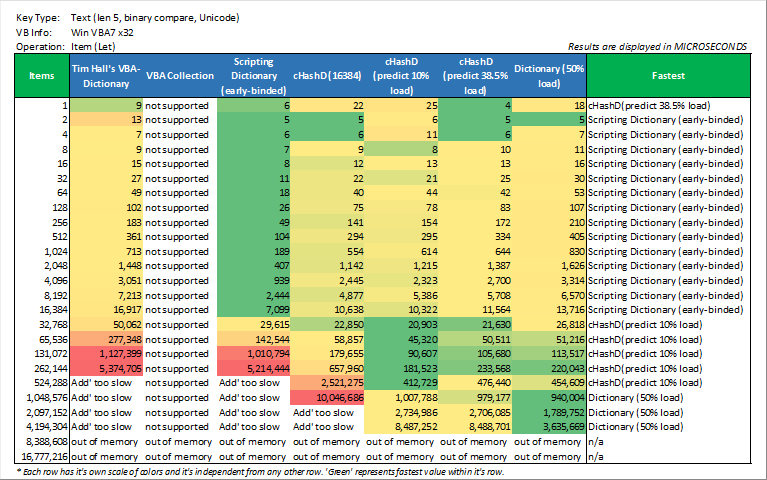 Key Type: Text (len 5, binary compare, Unicode)
VB Info: Win VBA7 x32
Operation: Item (Let) Results are displayed in MICROSECONDS
Items Tim Hall's VBA-Dictionary VBA Collection Scripting Dictionary (early-binded) cHashD (16384) cHashD (predict 10% load) cHashD (predict 38.5% load) Dictionary (50% load) Fastest
1 9 not supported 6 22 25 4 18 cHashD(predict 38.5% load)
2 13 not supported 5 5 6 5 5 Scripting Dictionary (early-binded)
4 7 not supported 6 6 11 6 7 Scripting Dictionary (early-binded)
8 9 not supported 7 9 8 10 11 Scripting Dictionary (early-binded)
16 15 not supported 8 12 13 13 16 Scripting Dictionary (early-binded)
32 27 not supported 11 22 21 25 30 Scripting Dictionary (early-binded)
64 49 not supported 18 40 44 42 53 Scripting Dictionary (early-binded)
128 102 not supported 26 75 78 83 107 Scripting Dictionary (early-binded)
256 183 not supported 49 141 154 172 210 Scripting Dictionary (early-binded)
512 361 not supported 104 294 295 334 405 Scripting Dictionary (early-binded)
1,024 713 not supported 189 554 614 644 830 Scripting Dictionary (early-binded)
2,048 1,448 not supported 407 1,142 1,215 1,387 1,626 Scripting Dictionary (early-binded)
4,096 3,051 not supported 939 2,445 2,323 2,700 3,314 Scripting Dictionary (early-binded)
8,192 7,213 not supported 2,444 4,877 5,386 5,708 6,570 Scripting Dictionary (early-binded)
16,384 16,917 not supported 7,099 10,638 10,322 11,564 13,716 Scripting Dictionary (early-binded)
32,768 50,062 not supported 29,615 22,850 20,903 21,630 26,818 cHashD(predict 10% load)
65,536 277,348 not supported 142,544 58,857 45,320 50,511 51,216 cHashD(predict 10% load)
131,072 1,127,399 not supported 1,010,794 179,655 90,607 105,680 113,517 cHashD(predict 10% load)
262,144 5,374,705 not supported 5,214,444 657,960 181,523 233,568 220,043 cHashD(predict 10% load)
524,288 Add' too slow not supported Add' too slow 2,521,275 412,729 476,440 454,609 cHashD(predict 10% load)
1,048,576 Add' too slow not supported Add' too slow 10,046,686 1,007,788 979,177 940,004 Dictionary (50% load)
2,097,152 Add' too slow not supported Add' too slow Add' too slow 2,734,986 2,706,085 1,789,752 Dictionary (50% load)
4,194,304 Add' too slow not supported Add' too slow Add' too slow 8,487,252 8,488,701 3,635,669 Dictionary (50% load)
8,388,608 out of memory out of memory out of memory out of memory out of memory out of memory out of memory n/a
16,777,216 out of memory out of memory out of memory out of memory out of memory out of memory out of memory n/a
* Each row has it's own scale of colors and it's independent from any other row. 'Green' represents fastest value within it's row.